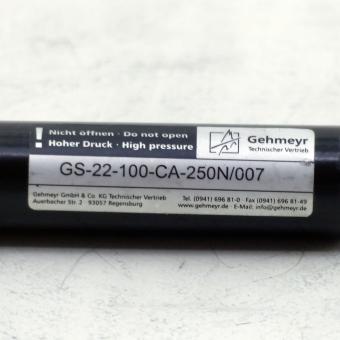 ! Nicht öffnen · Do not open
Hoher Druck · High pressure
Gehmeyr
Technischer Vertrieb
GS-22-100-CA-250N/007
Gehmeyr GmbH & Co. KG Technischer Vertrieb
Auerbacher Str. 2 93057 Regensburg
Tel. (0941) 696 81-0 · Fax (0941) 696 81-49
www.gehmeyr.de · E-Mail: info@gehmeyr.de